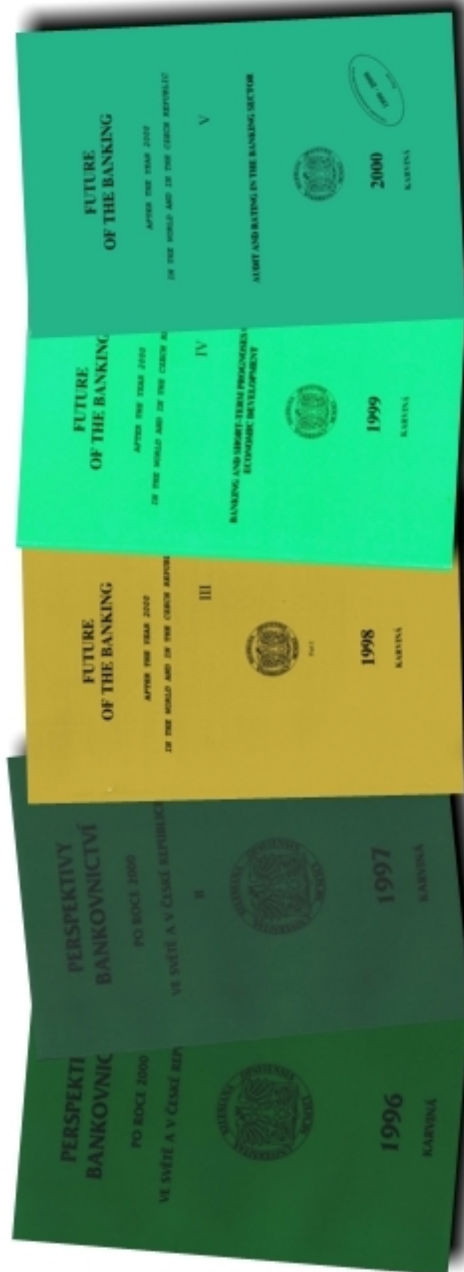 FUTURE
OF THE BANKING
AFTER THE YEAR 2000
IN THE WORLD AND IN THE CZECH REPUBLIC
V
AUDIT AND RATING IN THE BANKING SECTOR
2000
KARVINÁ
FUTURE
OF THE BANKING
AFTER THE YEAR 2000
IN THE WORLD AND IN THE CZECH
IV
BANKING AND SHORT-TERM PROGNOSES
ECONOMIC DEVELOPMENT
1999
KARVINÁ
FUTURE
OF THE BANKING
AFTER THE YEAR 2000
IN THE WORLD AND IN THE CZECH REPUBL
III
1998
KARVINÁ
PERSPEKTIVY
BANKOVNICTVÍ
PO ROCE 2000
VE SVĚTĚ A V ČESKÉ REPUBLIC
II
1997
KARVINÁ
PERSPEKTI
BANKOVNIC
PO ROCE 2000
VE SVĚTĚ A V ČESKÉ REP
1996
KARVINÁ